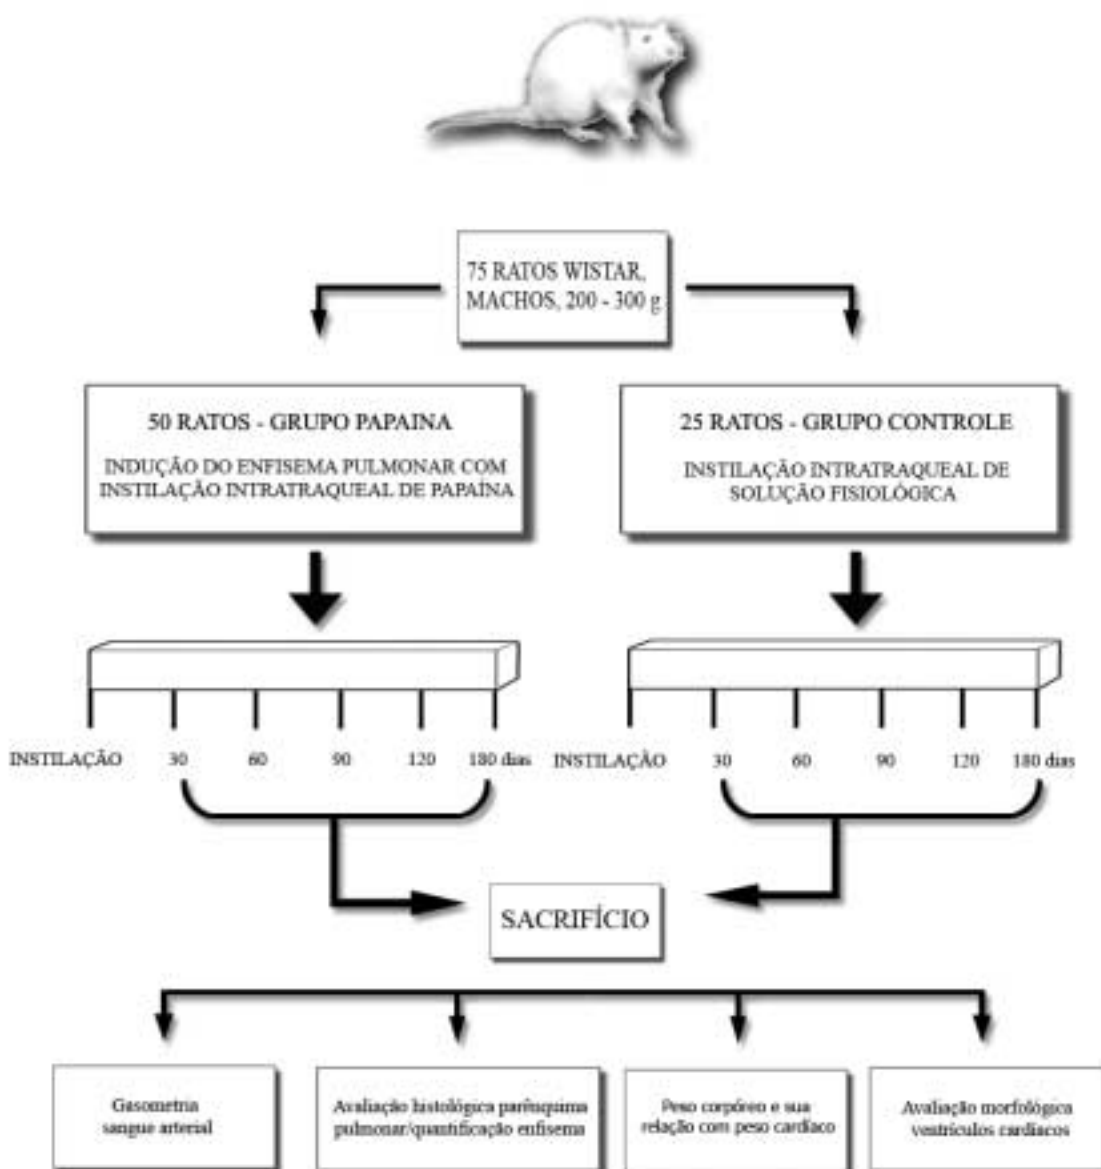 75 RATOS WISTAR,
MACHOS, 200 - 300 g
50 RATOS - GRUPO PAPAINA
INDUÇÃO DO ENFISEMA PULMONAR COM
INSTILAÇÃO INTRATRAQUEAL DE PAPAÍNA
25 RATOS - GRUPO CONTROLE
INSTILAÇÃO INTRATRAQUEAL DE
SOLUÇÃO FISIOLÓGICA
INSTILAÇÃO 30 60 90 120 180 dias
INSTILAÇÃO 30 60 90 120 180 dias
SACRIFÍCIO
Gasometria
sangue arterial
Avaliação histológica parênquima
pulmonar/quantificação enfisema
Peso corpóreo e sua
relação com peso cardíaco
Avaliação morfológica
ventrículos cardíacos